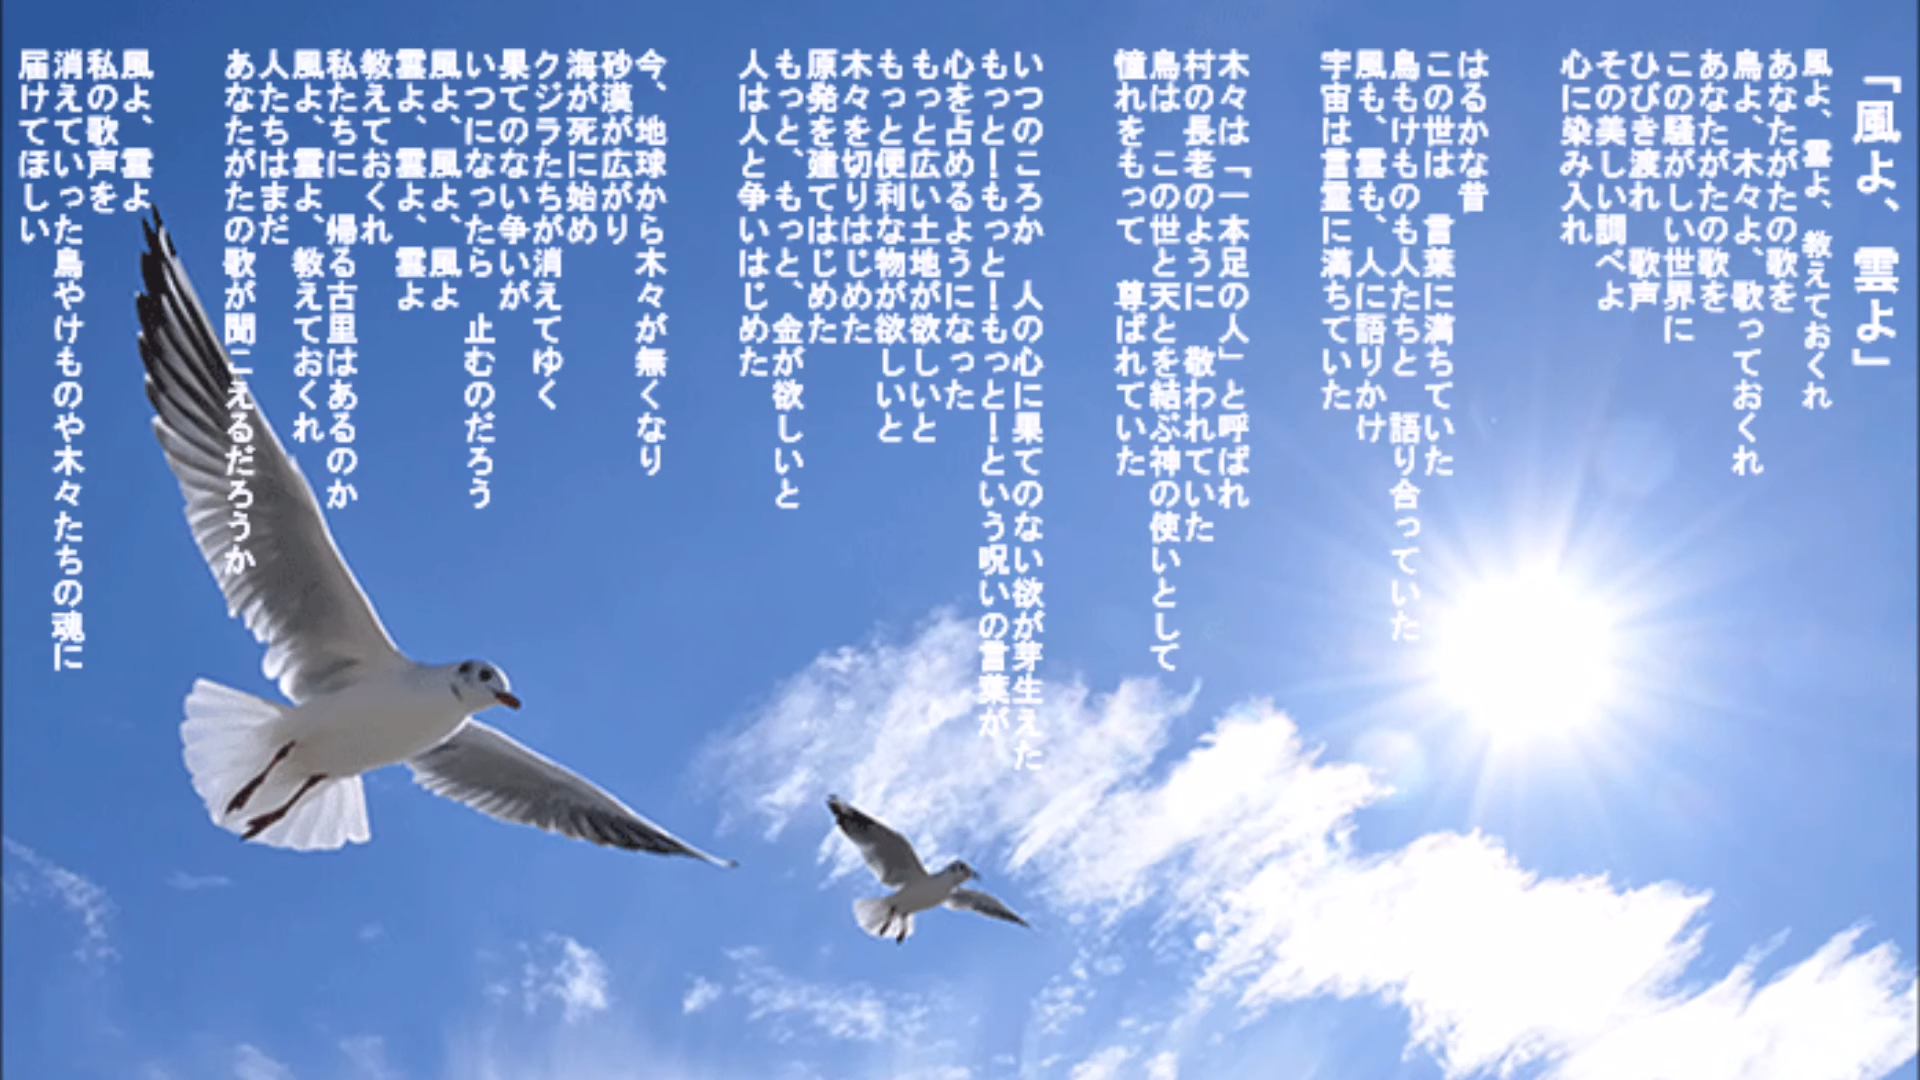 「風よ、雲よ」
風よ、雲よ、教えておくれ
あなたがたの歌を
鳥よ、木々よ、歌っておくれ
あなたがたの歌を
この騒がしい世界に
ひびき渡れ 歌声
その美しい調べよ
心に染み入れ
はるかな昔
この世は 言葉に満ちていた
鳥もけものも人たちと 語り合っていた
風も、雲も、人に語りかけ
宇宙は言霊に満ちていた
木々は「一本足の人」と呼ばれ
村の長老のように 敬われていた
鳥は この世と天とを結ぶ神の使いとして
憧れをもって 尊ばれていた
いつのころか 人の心に果てのない欲が芽生えた
もっと！もっと！もっと！という呪いの言葉が
心を占めるようになった
もっと広い土地が欲しいと
もっと便利な物が欲しいと
木々を切りはじめた
原発を建てはじめた
もっと、もっと、金が欲しいと
人は人と争いはじめた
今、地球から木々が無くなり
砂漠が広がり
海が死に始め
クジラたちが消えてゆく
果てのない争いが
いつになったら 止むのだろう
風よ、風よ、風よ
雲よ、雲よ、雲よ
教えておくれ
私たちに 帰る古里はあるのか
風よ、雲よ、教えておくれ
人たちはまだ
あなたがたの歌が聞こえるだろうか
風よ、雲よ
私の歌声を
消えていった鳥やけものや木々たちの魂に
届けてほしい